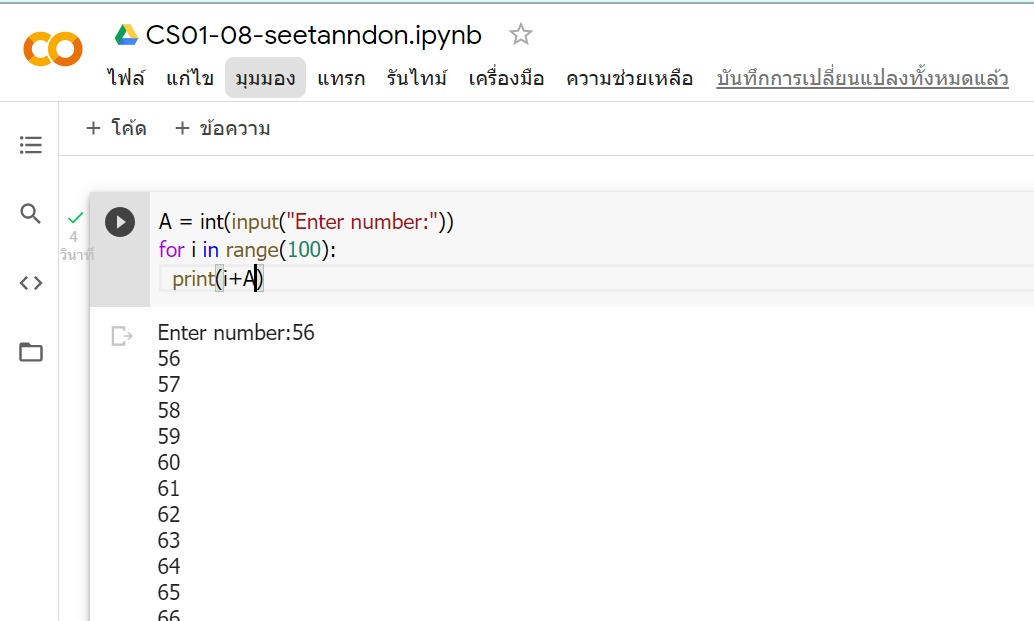 CS01-08-seetanndon.ipynb
ไฟล์ แก้ไข มุมมอง แทรก รันไทม์ เครื่องมือ ความช่วยเหลือ บันทึกการเปลี่ยนแปลงทั้งหมดแล้ว
+ โค้ด + ข้อความ
4
วินาที
A = int(input("Enter number:"))
for i in range(100):
print(i+A)
Enter number:56
56
57
58
59
60
61
62
63
64
65
66